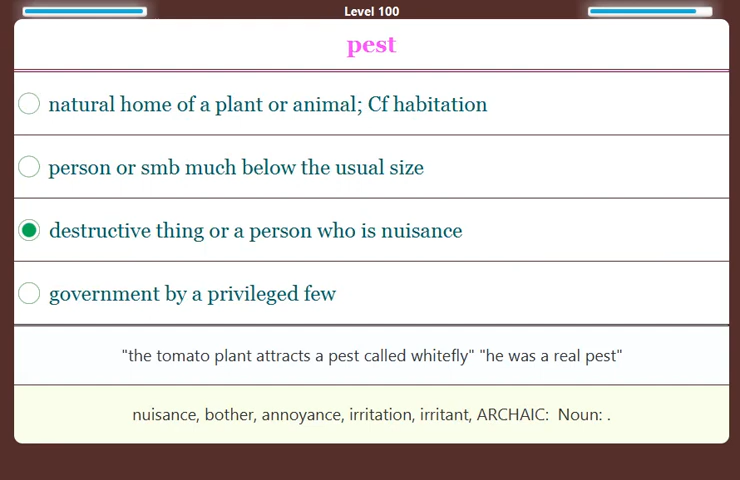 Level 100
pest
natural home of a plant or animal; Cf habitation
person or smb much below the usual size
destructive thing or a person who is nuisance
government by a privileged few
"the tomato plant attracts a pest called whitefly" "he was a real pest"
nuisance, bother, annoyance, irritation, irritant, ARCHAIC:  Noun: .